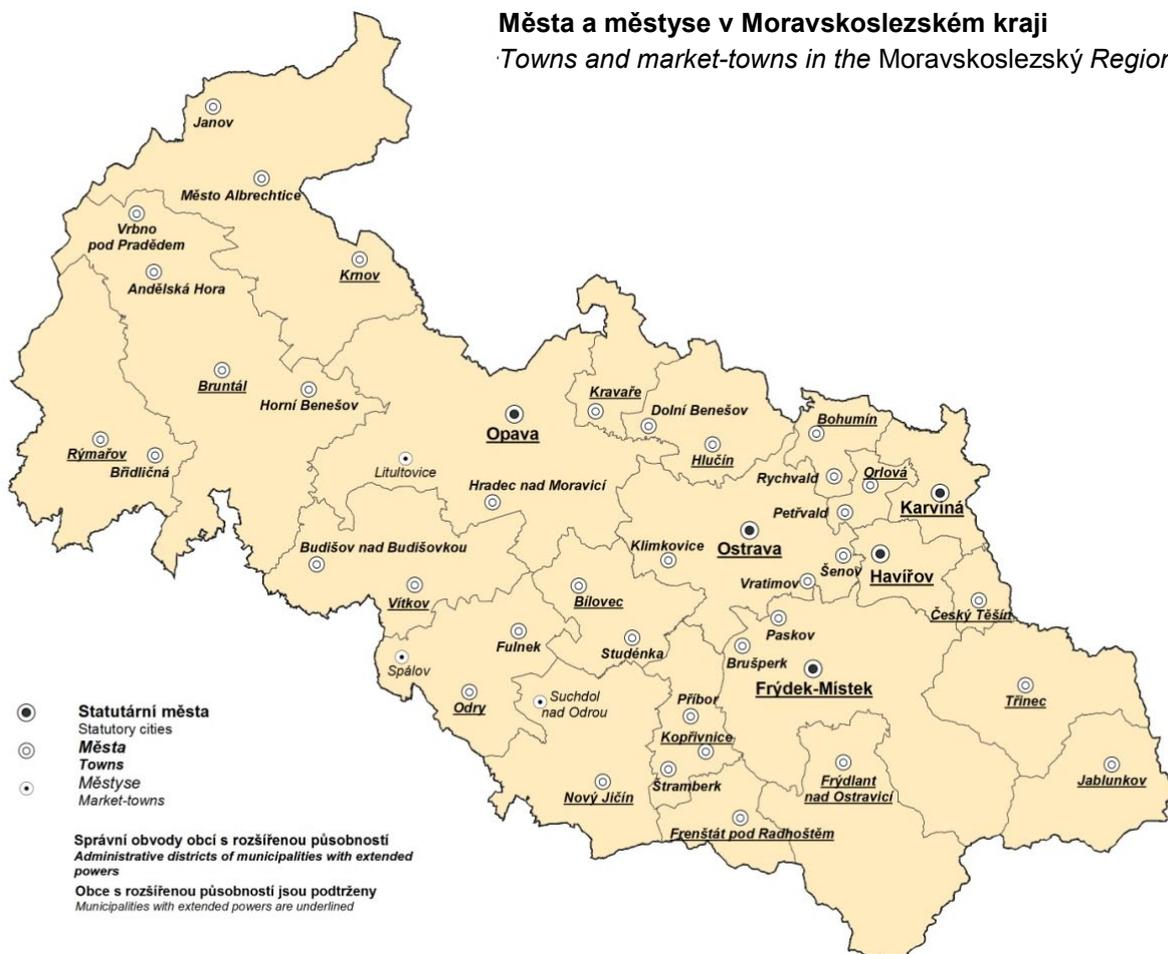 Města a městyse v Moravskoslezském kraji
Towns and market-towns in the Moravskoslezský Region
Janov
Město Albrechtice
Vrbno
pod Pradědem
Krnov
Andělská Hora
Bruntál
Horní Benešov
Kravaře
Dolní Benešov
Bohumín
Opava
Hlučín
Rýmařov
Břidličná
Litultovice
Rychvald
Orlová
Hradec nad Moravicí
Karviná
Petřvald
Budišov nad Budišovkou
Klimkovice
Ostrava
Šenov
Havířov
Vratimov
Vítkov
Bílovec
Český Těšín
Paskov
Fulnek
Studénka
Brušperk
Spálov
Frýdek-Místek
Odry
Suchdol
nad Odrou
Příbor
Třinec
Kopřivnice
Štramberk
Nový Jičín
Frýdlant
nad Ostravicí
Jablunkov
Frenštát pod Radhoštěm
Statutární města
Statutory cities
Města
Towns
Městyse
Market-towns
Správní obvody obcí s rozšířenou působností
Administrative districts of municipalities with extended
powers
Obce s rozšířenou působností jsou podtrženy
Municipalities with extended powers are underlined